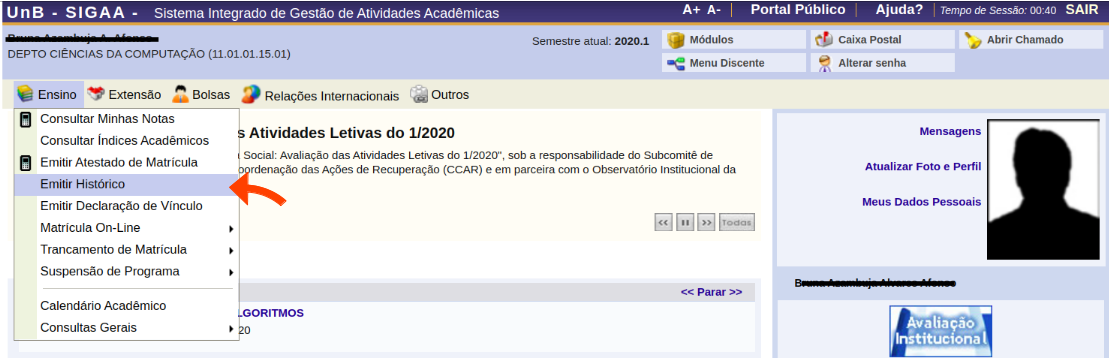 UnB - SIGAA - Sistema Integrado de Gestão de Atividades Acadêmicas
A+ A- | Portal Público | Ajuda? | Tempo de Sessão: 00:40 SAIR
DEPTO CIÊNCIAS DA COMPUTAÇÃO (11.01.01.15.01)
Semestre atual: 2020.1
Módulos
Caixa Postal
Abrir Chamado
Menu Discente
Alterar senha
Ensino
Extensão
Bolsas
Relações Internacionais
Outros
Consultar Minhas Notas
Consultar Índices Acadêmicos
Emitir Atestado de Matrícula
Emitir Histórico
Emitir Declaração de Vínculo
Matrícula On-Line
Trancamento de Matrícula
Suspensão de Programa
Calendário Acadêmico
Consultas Gerais
s Atividades Letivas do 1/2020
Social: Avaliação das Atividades Letivas do 1/2020", sob a responsabilidade do Subcomitê de
oordenação das Ações de Recuperação (CCAR) e em parceira com o Observatório Institucional da
<< >> Todas
<< Parar >>
LGORITMOS
20
Mensagens
Atualizar Foto e Perfil
Meus Dados Pessoais
Avaliação
Institucional